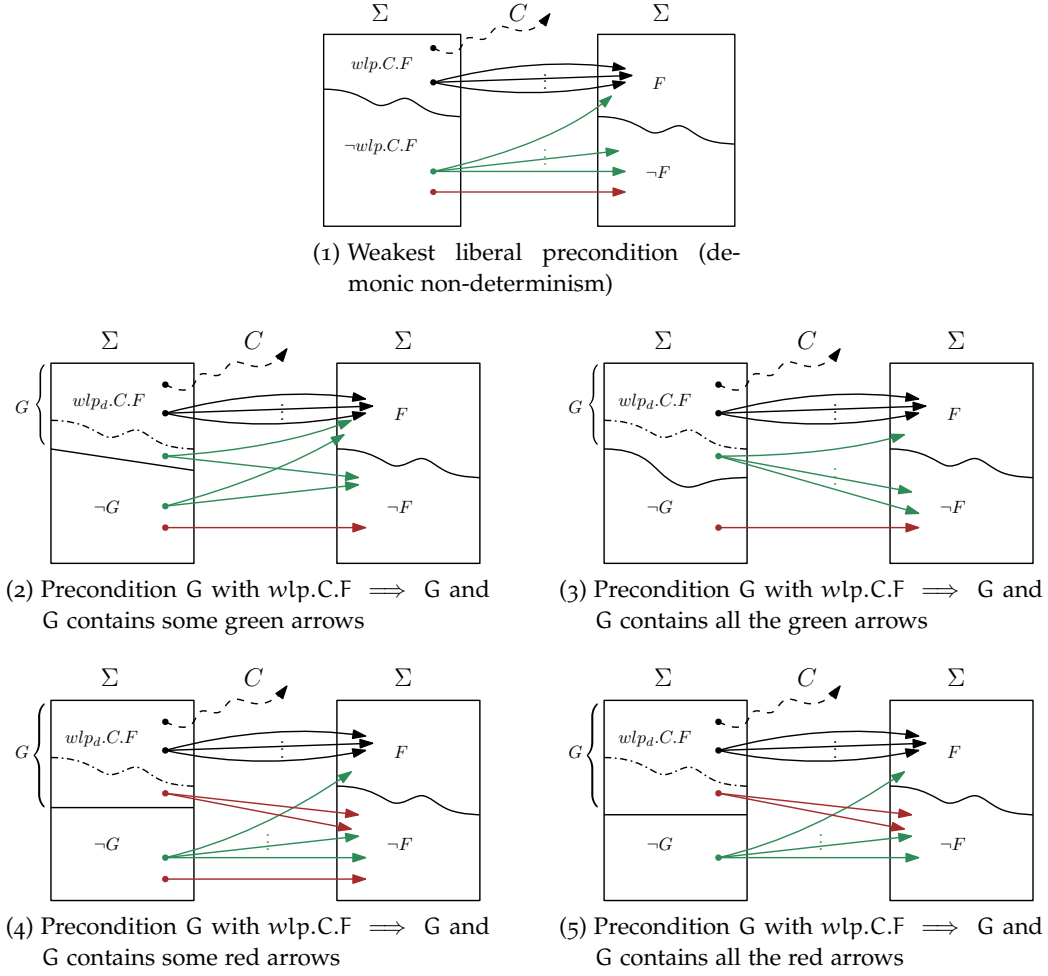 Σ C Σ
wlp.C.F
F
¬wlp.C.F
¬F
(1) Weakest liberal precondition (de-
monic non-determinism)
Σ C Σ
G wlp_d.C.F F
¬G ¬F
(2) Precondition G with wlp.C.F ⟹ G and
G contains some green arrows
Σ C Σ
G wlp_d.C.F F
¬G ¬F
(3) Precondition G with wlp.C.F ⟹ G and
G contains all the green arrows
Σ C Σ
G wlp_d.C.F F
¬G ¬F
(4) Precondition G with wlp.C.F ⟹ G and
G contains some red arrows
Σ C Σ
G wlp_d.C.F F
¬G ¬F
(5) Precondition G with wlp.C.F ⟹ G and
G contains all the red arrows